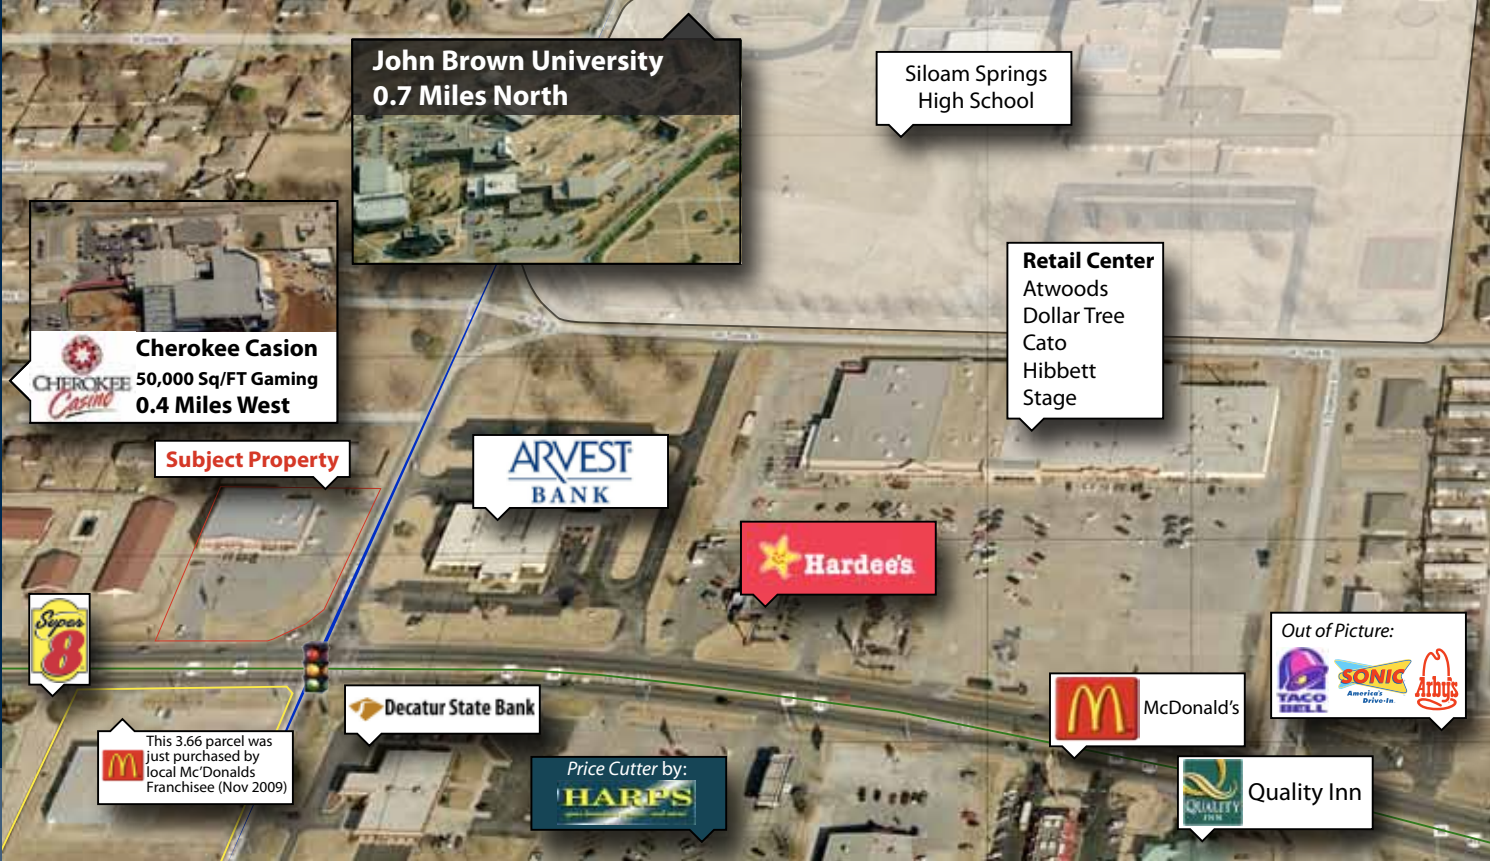 John Brown University
0.7 Miles North
Siloam Springs
High School
Retail Center
Atwoods
Dollar Tree
Cato
Hibbett
Stage
CHEROKEE
Casino
Cherokee Casion
50,000 Sq/FT Gaming
0.4 Miles West
Subject Property
ARVEST
BANK
Hardee's
Super
8
Out of Picture:
TACO
BELL
SONIC
America's
Drive-In
Arby's
Decatur State Bank
McDonald's
This 3.66 parcel was
just purchased by
local Mc'Donalds
Franchisee (Nov 2009)
Price Cutter by:
HARPS
QUALITY
INN
Quality Inn